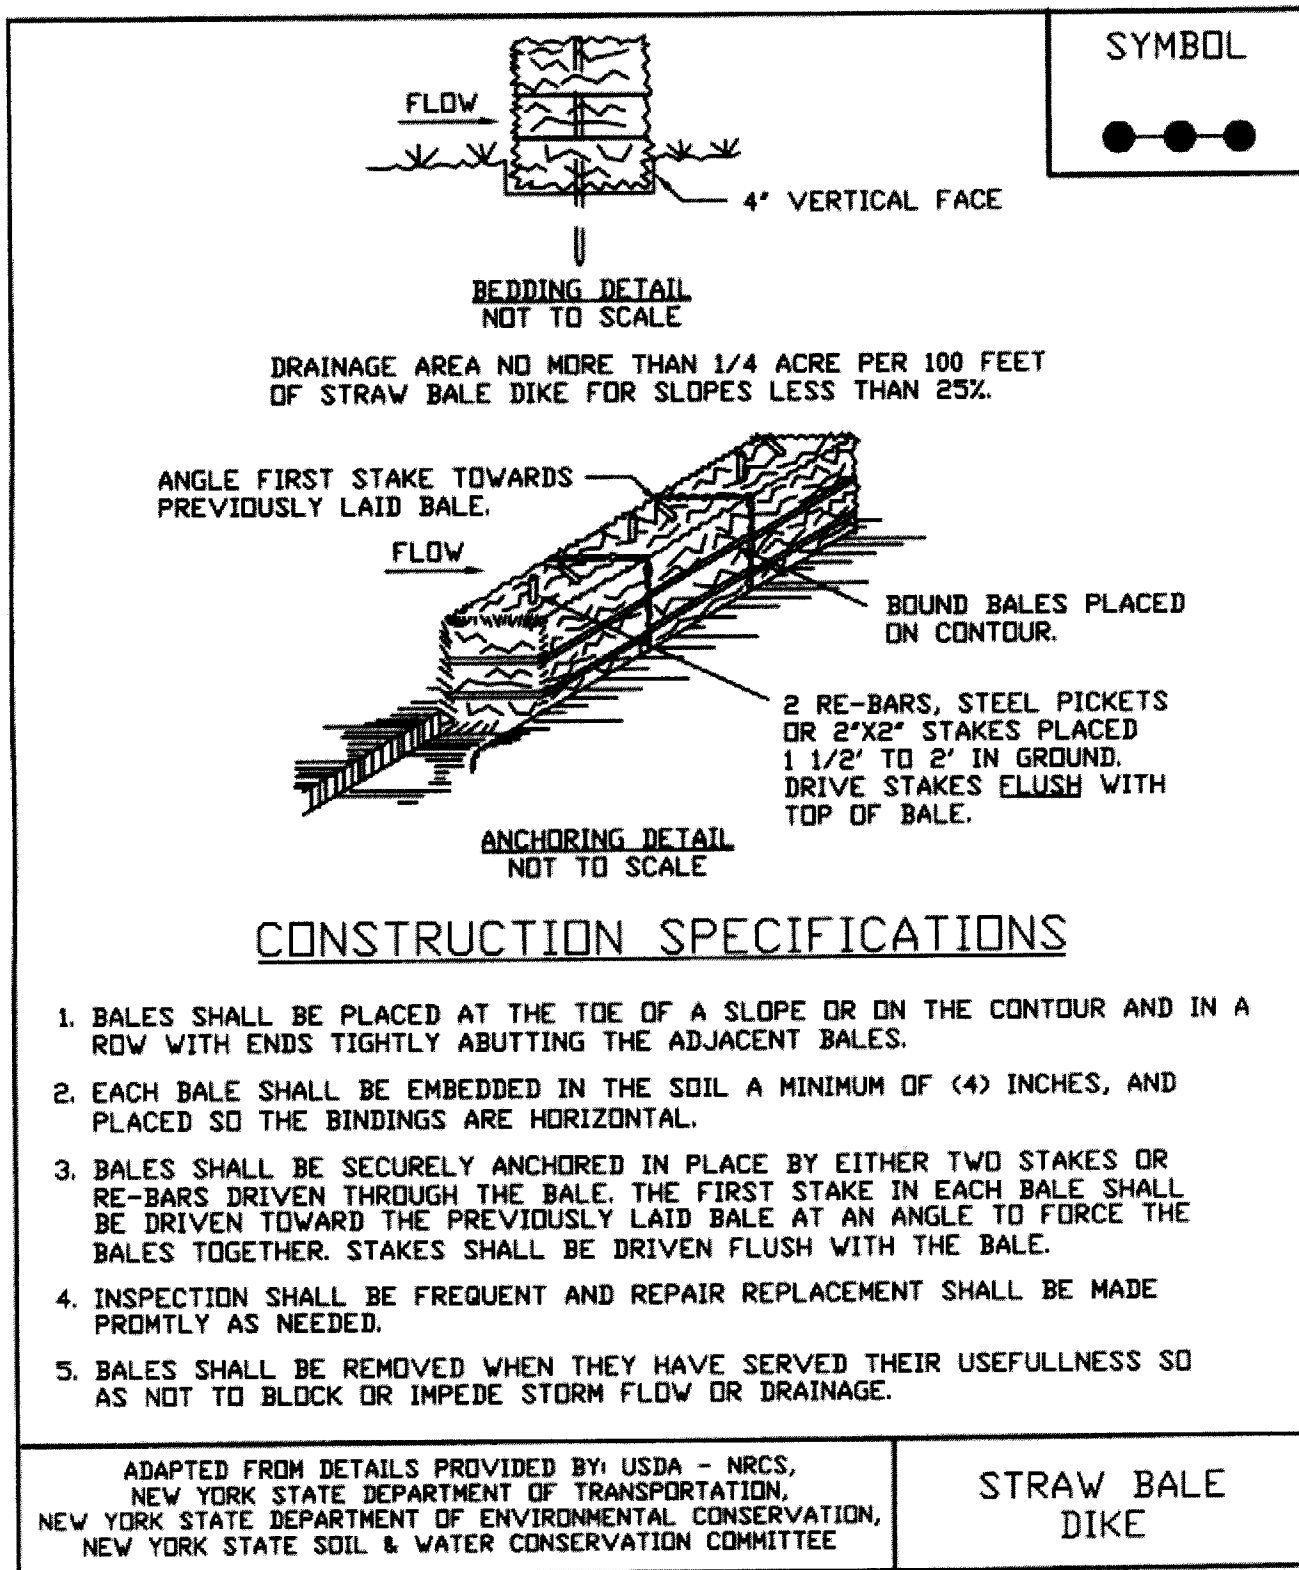 SYMBOL
FLOW
4" VERTICAL FACE
BEDDING DETAIL
NOT TO SCALE
DRAINAGE AREA NO MORE THAN 1/4 ACRE PER 100 FEET
OF STRAW BALE DIKE FOR SLOPES LESS THAN 25%.
ANGLE FIRST STAKE TOWARDS
PREVIOUSLY LAID BALE.
FLOW
BOUND BALES PLACED
ON CONTOUR.
2 RE-BARS, STEEL PICKETS
OR 2"X2" STAKES PLACED
1 1/2' TO 2' IN GROUND.
DRIVE STAKES FLUSH WITH
TOP OF BALE.
ANCHORING DETAIL
NOT TO SCALE
CONSTRUCTION SPECIFICATIONS
1. BALES SHALL BE PLACED AT THE TOE OF A SLOPE OR ON THE CONTOUR AND IN A
ROW WITH ENDS TIGHTLY ABUTTING THE ADJACENT BALES.
2. EACH BALE SHALL BE EMBEDDED IN THE SOIL A MINIMUM OF (4) INCHES, AND
PLACED SO THE BINDINGS ARE HORIZONTAL.
3. BALES SHALL BE SECURELY ANCHORED IN PLACE BY EITHER TWO STAKES OR
RE-BARS DRIVEN THROUGH THE BALE. THE FIRST STAKE IN EACH BALE SHALL
BE DRIVEN TOWARD THE PREVIOUSLY LAID BALE AT AN ANGLE TO FORCE THE
BALES TOGETHER. STAKES SHALL BE DRIVEN FLUSH WITH THE BALE.
4. INSPECTION SHALL BE FREQUENT AND REPAIR REPLACEMENT SHALL BE MADE
PROMTLY AS NEEDED.
5. BALES SHALL BE REMOVED WHEN THEY HAVE SERVED THEIR USEFULLNESS SO
AS NOT TO BLOCK OR IMPEDE STORM FLOW OR DRAINAGE.
ADAPTED FROM DETAILS PROVIDED BY: USDA - NRCS,
NEW YORK STATE DEPARTMENT OF TRANSPORTATION,
NEW YORK STATE DEPARTMENT OF ENVIRONMENTAL CONSERVATION,
NEW YORK STATE SOIL & WATER CONSERVATION COMMITTEE
STRAW BALE
DIKE